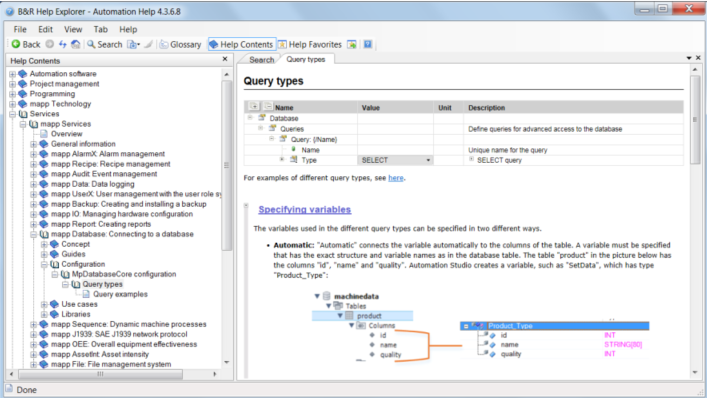 B&R Help Explorer - Automation Help 4.3.6.8
File Edit View Tab Help
Back Search Glossary Help Contents Help Favorites
Help Contents
Automation software
Project management
Programming
mapp Technology
Services
mapp Services
Overview
General information
mapp AlarmX: Alarm management
mapp Recipe: Recipe management
mapp Audit: Event management
mapp Data: Data logging
mapp UserX: User management with the user role sy
mapp Backup: Creating and installing a backup
mapp IO: Managing hardware configuration
mapp Report: Creating reports
mapp Database: Connecting to a database
Concept
Guides
Configuration
MpDatabaseCore configuration
Query types
Query examples
Use cases
Libraries
mapp Sequence: Dynamic machine processes
mapp J1939: SAE J1939 network protocol
mapp OEE: Overall equipment effectiveness
mapp AssetInt: Asset intensity
mapp File: File management system
Search Query types
Query types
Name Value Unit Description
Database
Queries Define queries for advanced access to the database
Query: {/Name}
Name Unique name for the query
Type SELECT SELECT query
For examples of different query types, see here.
Specifying variables
The variables used in the different query types can be specified in two different ways.
• Automatic: "Automatic" connects the variable automatically to the columns of the table. A variable must be specified
that has the exact structure and variable names as in the database table. The table "product" in the picture below has
the columns "id", "name" and "quality". Automation Studio creates a variable, such as "SetData", which has type
"Product_Type":
machinedata
Tables
product
Columns
id
name
quality
Product_Type
id INT
name STRING[80]
quality INT
Done